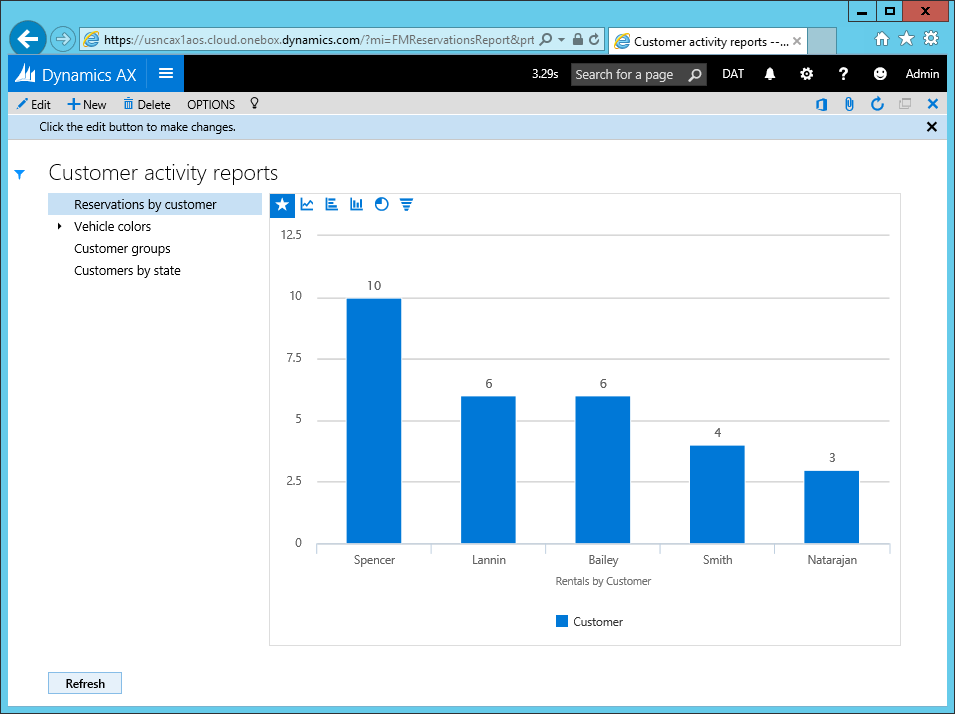 https://usncax1aos.cloud.onebox.dynamics.com/?mi=FMReservationsReport&prt
Customer activity reports --...
Dynamics AX
3.29s
Search for a page
DAT
?
Admin
Edit
New
Delete
OPTIONS
Click the edit button to make changes.
Customer activity reports
Reservations by customer
Vehicle colors
Customer groups
Customers by state
12.5
10
7.5
5
2.5
0
10
6
6
4
3
Spencer
Lannin
Bailey
Smith
Natarajan
Rentals by Customer
Customer
Refresh